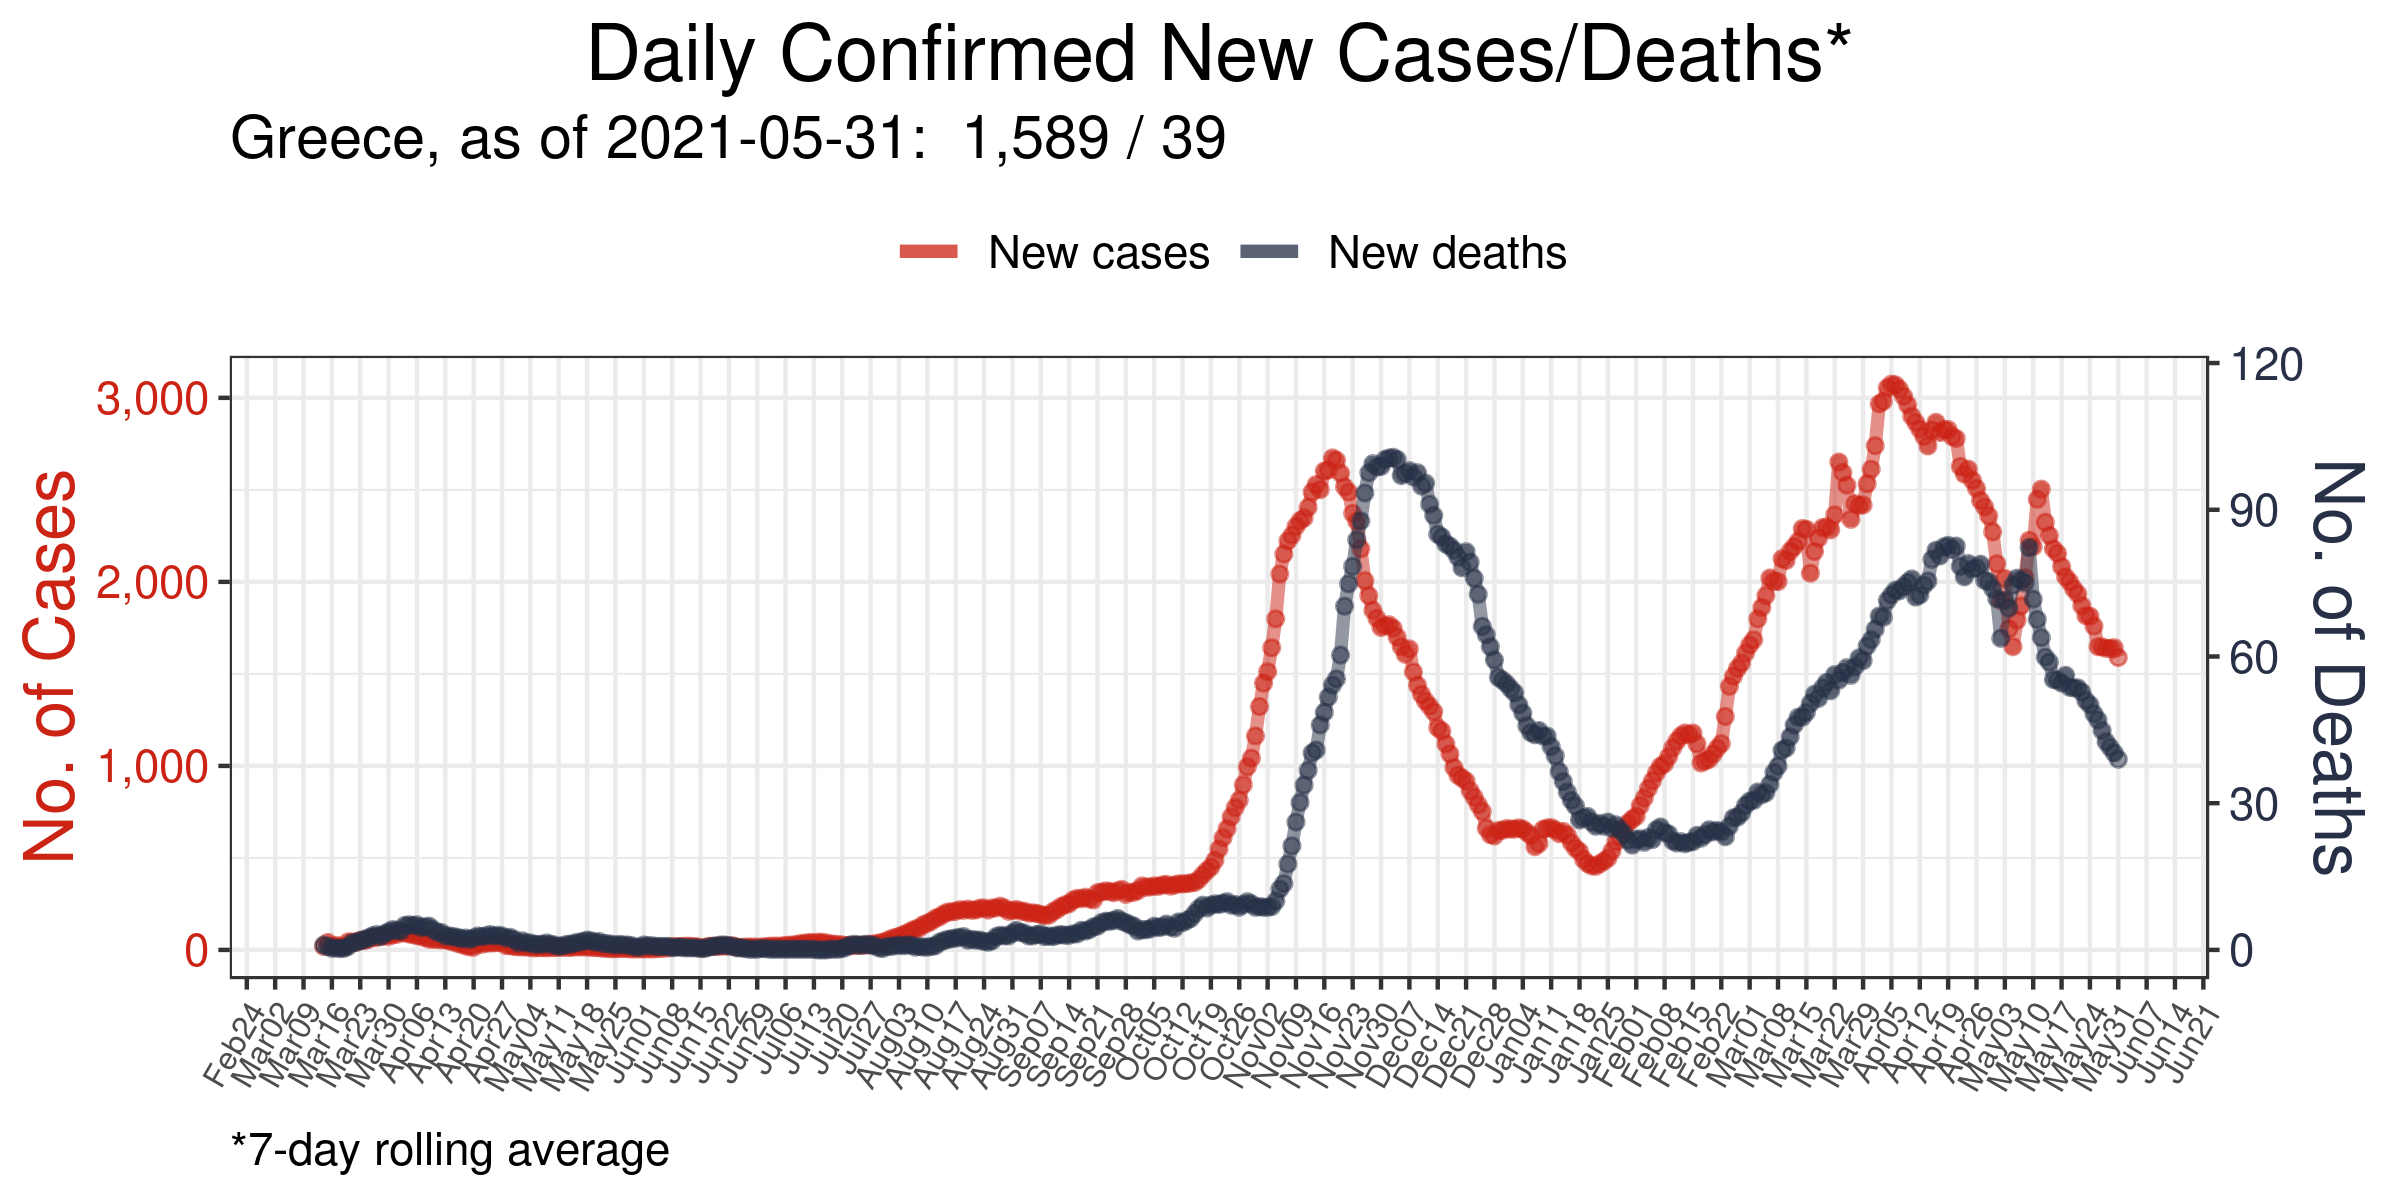 Daily Confirmed New Cases/Deaths*
Greece, as of 2021-05-31:  1,589 / 39
New cases
New deaths
No. of Cases
3,000
2,000
1,000
0
120
90
60
30
0
No. of Deaths
Feb24
Mar02
Mar09
Mar16
Mar23
Mar30
Apr06
Apr13
Apr20
Apr27
May04
May11
May18
May25
Jun01
Jun08
Jun15
Jun22
Jun29
Jul06
Jul13
Jul20
Jul27
Aug03
Aug10
Aug17
Aug24
Aug31
Sep07
Sep14
Sep21
Sep28
Oct05
Oct12
Oct19
Oct26
Nov02
Nov09
Nov16
Nov23
Nov30
Dec07
Dec14
Dec21
Dec28
Jan04
Jan11
Jan18
Jan25
Feb01
Feb08
Feb15
Feb22
Mar01
Mar08
Mar15
Mar22
Mar29
Apr05
Apr12
Apr19
Apr26
May03
May10
May17
May24
May31
Jun07
Jun14
Jun21
*7-day rolling average